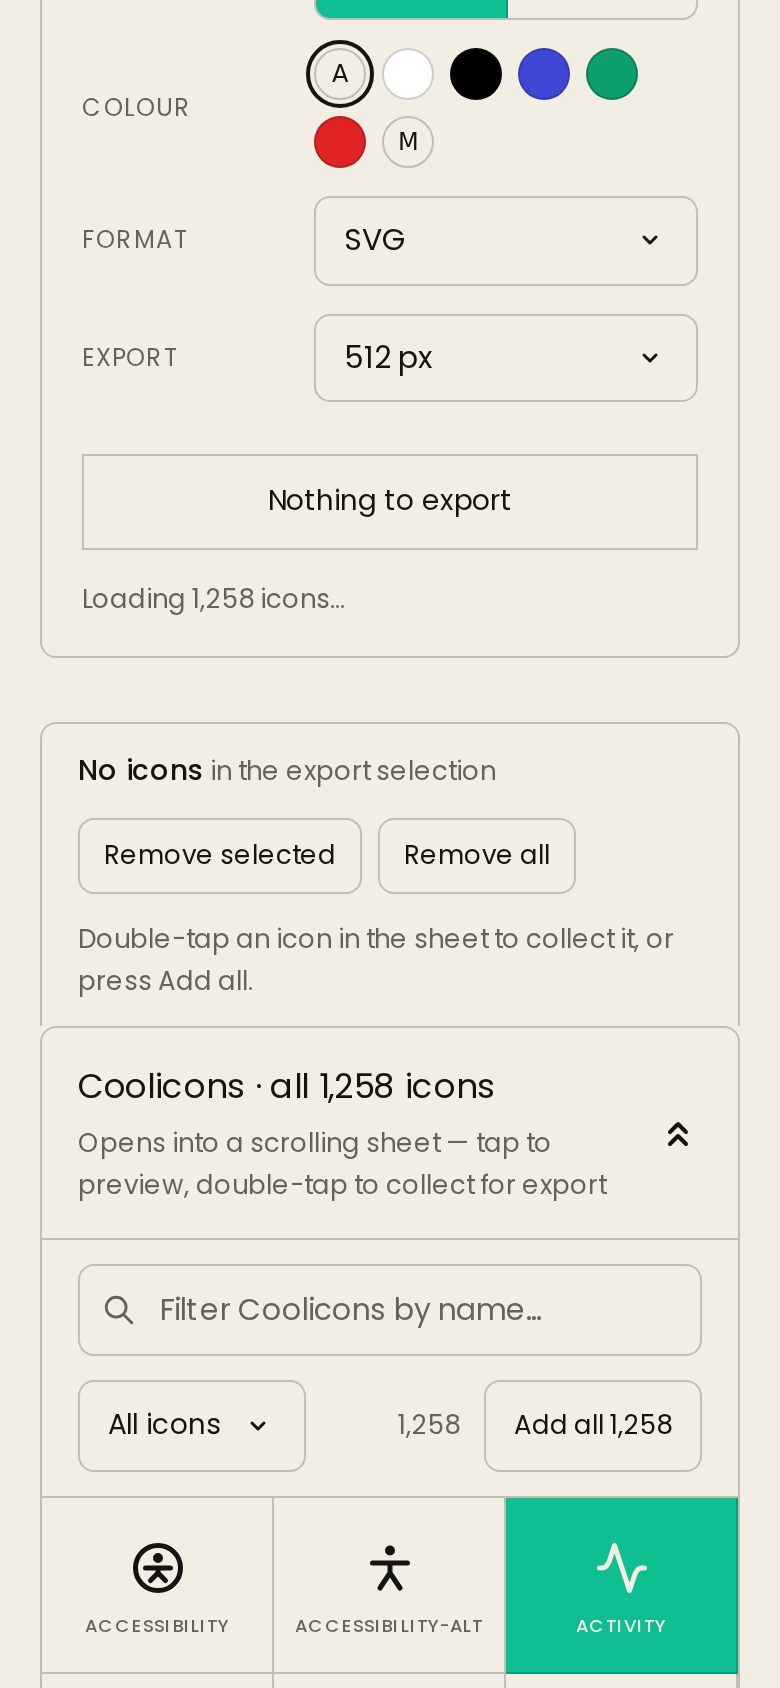 A
COLOUR
M
FORMAT
SVG
EXPORT
512 px
Nothing to export
Loading 1,258 icons...
No icons in the export selection
Remove selected
Remove all
Double-tap an icon in the sheet to collect it, or
press Add all.
Coolicons · all 1,258 icons
Opens into a scrolling sheet — tap to
preview, double-tap to collect for export
Filter Coolicons by name...
All icons
1,258
Add all 1,258
ACCESSIBILITY
ACCESSIBILITY-ALT
ACTIVITY